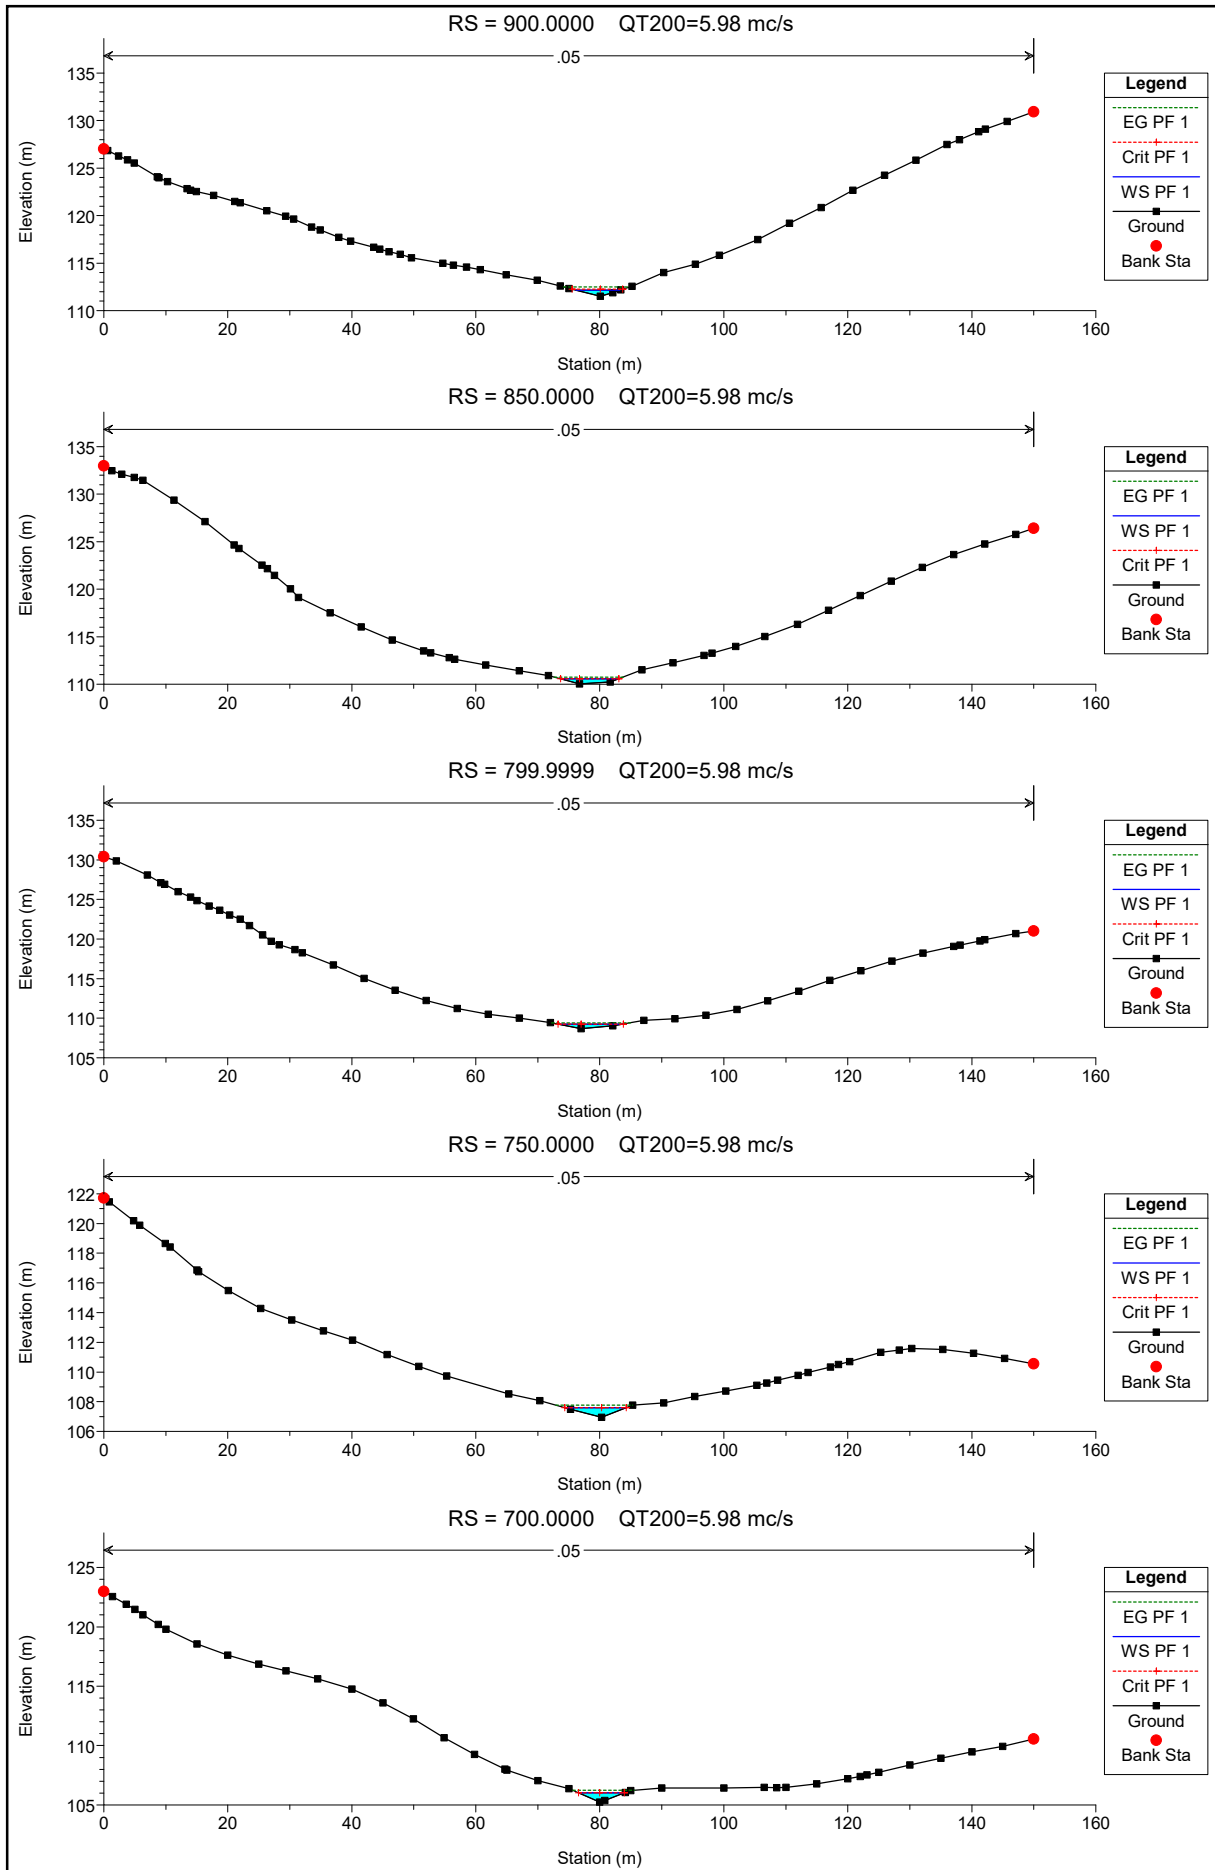 RS = 900.0000 QT200=5.98 mc/s
.05
135
130
125
120
115
110
Elevation (m)
0 20 40 60 80 100 120 140 160
Station (m)
Legend
EG PF 1
Crit PF 1
WS PF 1
Ground
Bank Sta
RS = 850.0000 QT200=5.98 mc/s
.05
135
130
125
120
115
110
Elevation (m)
0 20 40 60 80 100 120 140 160
Station (m)
Legend
EG PF 1
WS PF 1
Crit PF 1
Ground
Bank Sta
RS = 799.9999 QT200=5.98 mc/s
.05
135
130
125
120
115
110
105
Elevation (m)
0 20 40 60 80 100 120 140 160
Station (m)
Legend
EG PF 1
WS PF 1
Crit PF 1
Ground
Bank Sta
RS = 750.0000 QT200=5.98 mc/s
.05
122
120
118
116
114
112
110
108
106
Elevation (m)
0 20 40 60 80 100 120 140 160
Station (m)
Legend
EG PF 1
WS PF 1
Crit PF 1
Ground
Bank Sta
RS = 700.0000 QT200=5.98 mc/s
.05
125
120
115
110
105
Elevation (m)
0 20 40 60 80 100 120 140 160
Station (m)
Legend
EG PF 1
WS PF 1
Crit PF 1
Ground
Bank Sta